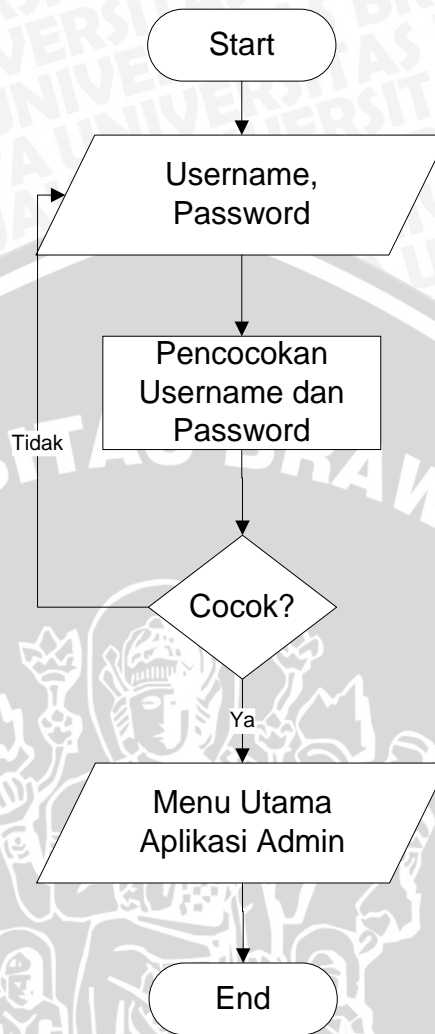 Start
Username,
Password
Pencocokan
Username dan
Password
Tidak
Cocok?
Ya
Menu Utama
Aplikasi Admin
End